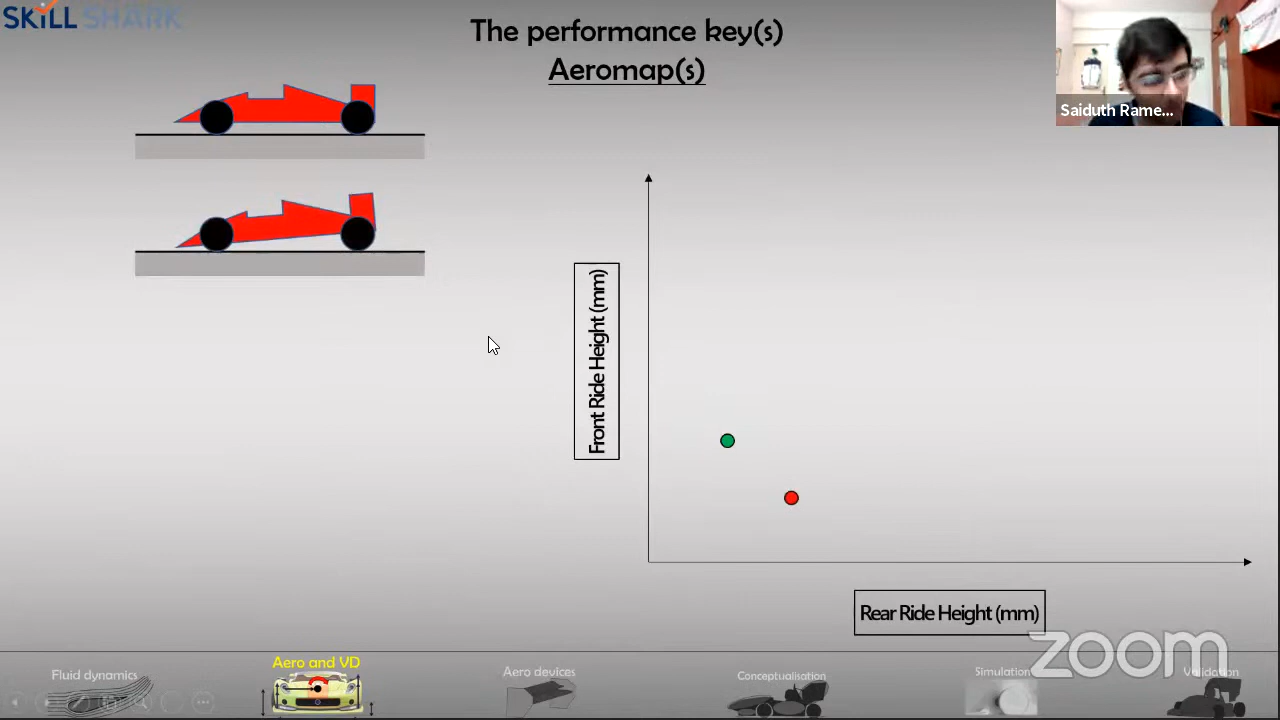 SKILL SHARK
The performance key(s)
Aeromap(s)
Saiduth Rame...
Front Ride Height (mm)
Rear Ride Height (mm)
zoom
Fluid dynamics
Aero and VD
Aero devices
Conceptualisation
Simulation
Validation